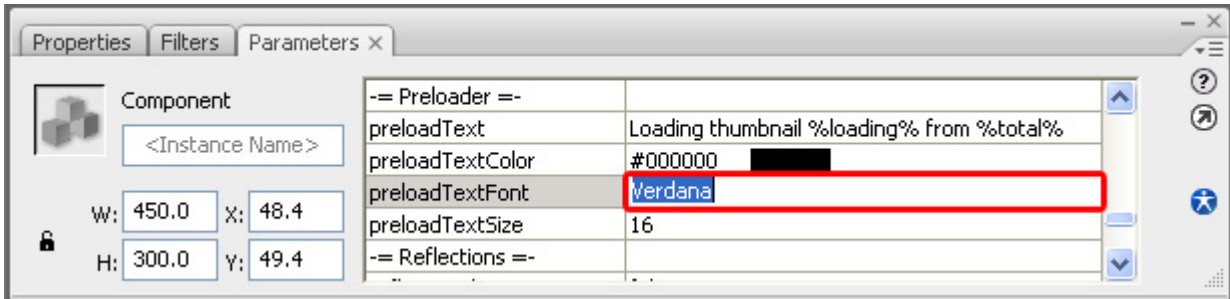 Properties Filters Parameters ×
Component
<Instance Name>
W: 450.0 X: 48.4
H: 300.0 Y: 49.4
-= Preloader =-
preloadText Loading thumbnail %loading% from %total%
preloadTextColor #000000
preloadTextFont Verdana
preloadTextSize 16
-= Reflections =-